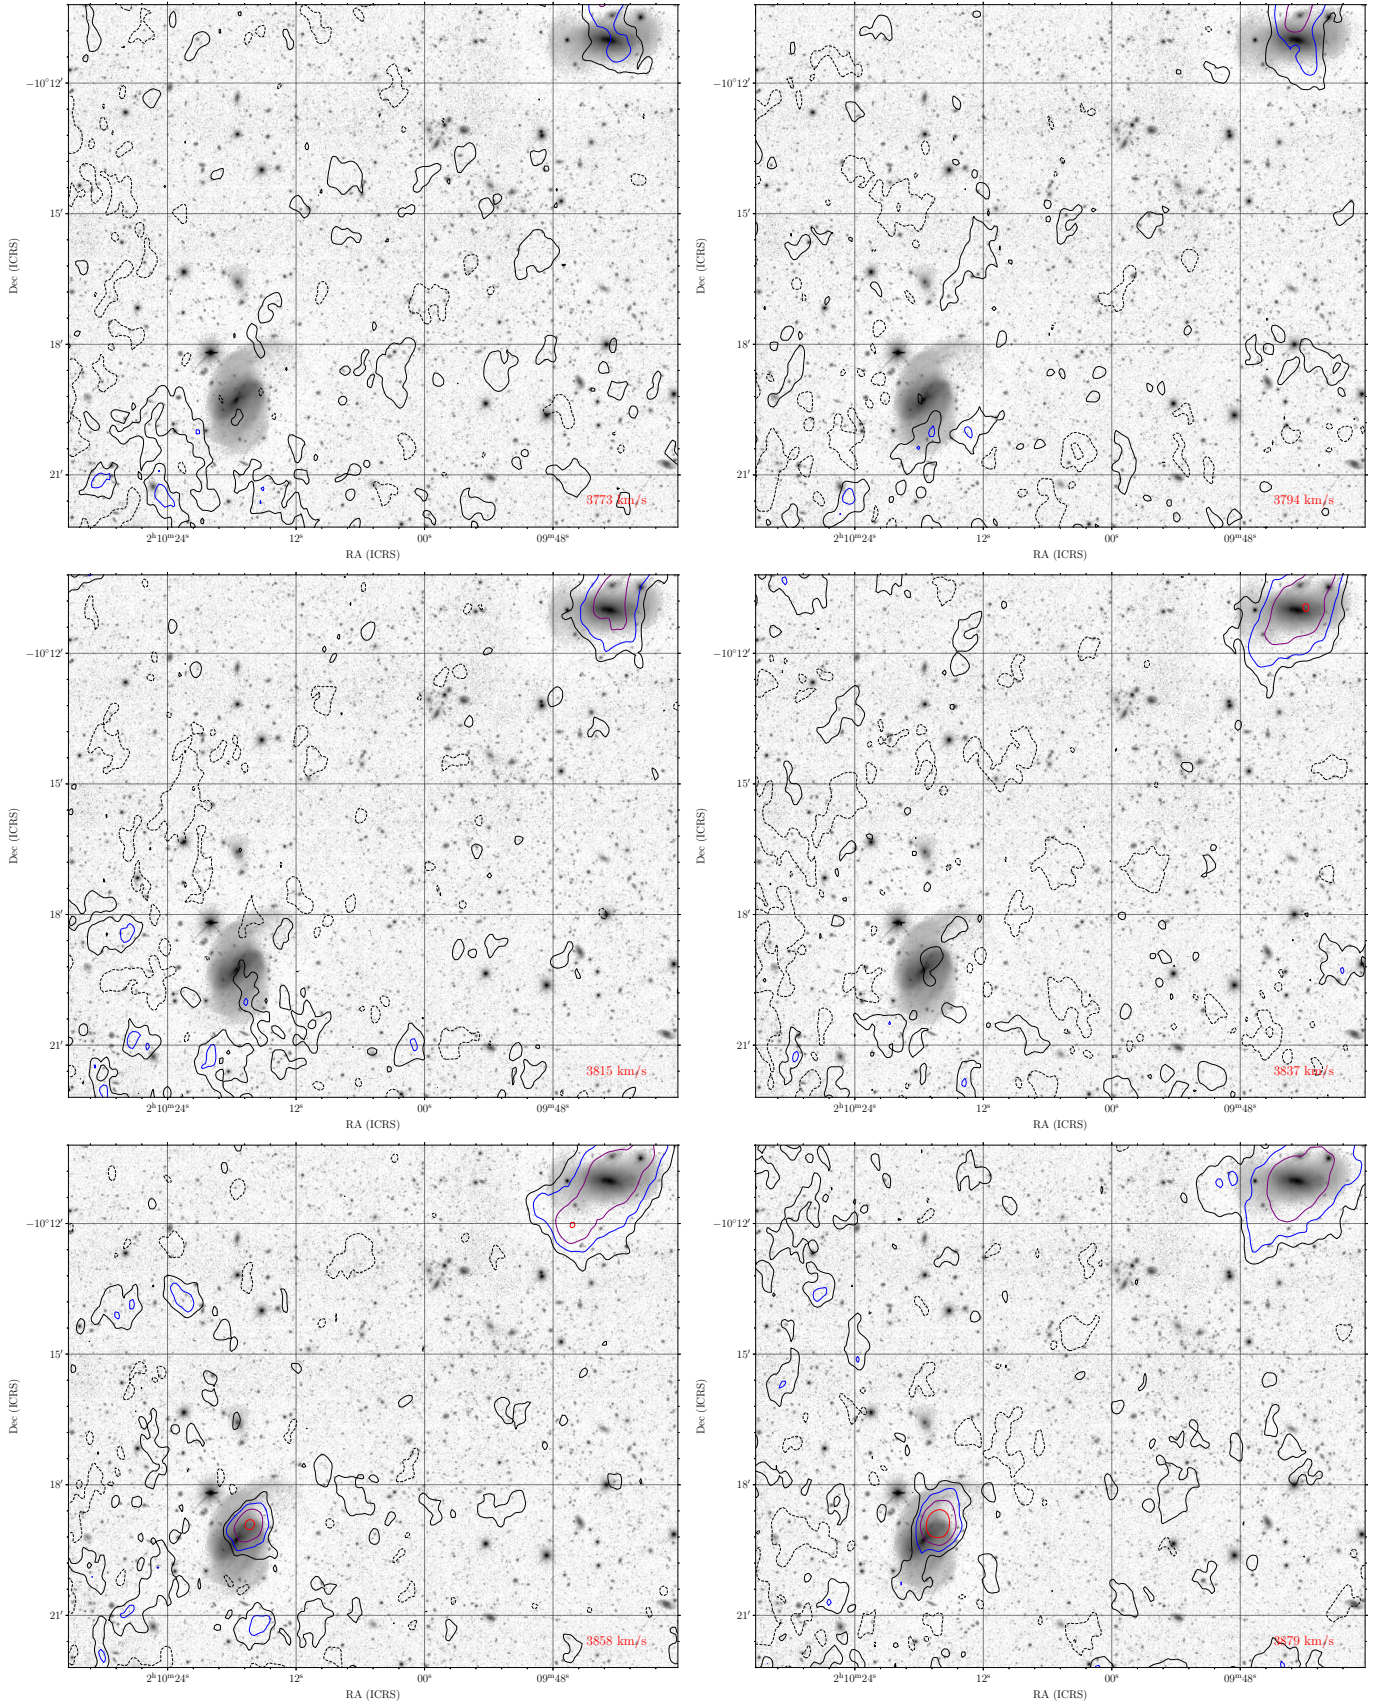 −10°12′
15′
Dec (ICRS)
18′
21′
3773 km/s
2ʰ10ᵐ24ˢ 12ˢ 00ˢ 09ᵐ48ˢ
RA (ICRS)
−10°12′
15′
Dec (ICRS)
18′
21′
3794 km/s
2ʰ10ᵐ24ˢ 12ˢ 00ˢ 09ᵐ48ˢ
RA (ICRS)
−10°12′
15′
Dec (ICRS)
18′
21′
3815 km/s
2ʰ10ᵐ24ˢ 12ˢ 00ˢ 09ᵐ48ˢ
RA (ICRS)
−10°12′
15′
Dec (ICRS)
18′
21′
3837 km/s
2ʰ10ᵐ24ˢ 12ˢ 00ˢ 09ᵐ48ˢ
RA (ICRS)
−10°12′
15′
Dec (ICRS)
18′
21′
3858 km/s
2ʰ10ᵐ24ˢ 12ˢ 00ˢ 09ᵐ48ˢ
RA (ICRS)
−10°12′
15′
Dec (ICRS)
18′
21′
3879 km/s
2ʰ10ᵐ24ˢ 12ˢ 00ˢ 09ᵐ48ˢ
RA (ICRS)